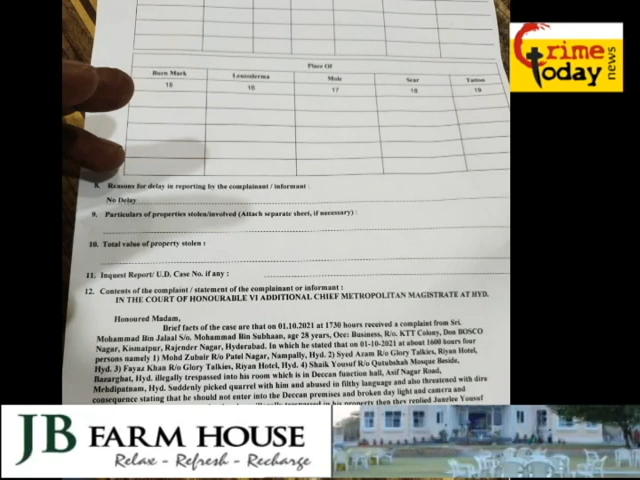 Crime
Today
news
Place Of
Burn Mark Leucoderma Mole Scar Tattoo
15 16 17 18 19
8. Reasons for delay in reporting by the complainant / informant :
No Delay
9. Particulars of properties stolen/involved (Attach separate sheet, if necessary) :
10. Total value of property stolen :
11. Inquest Report/ U.D. Case No. if any :
12. Contents of the complaint / statement of the complainant or informant :
IN THE COURT OF HONOURABLE VI ADDITIONAL CHIEF METROPOLITAN MAGISTRATE AT HYD.
Honoured Madam,
Brief facts of the case are that on 01.10.2021 at 1730 hours received a complaint from Sri.
Mohammad Bin Jalaal S/o. Mohammad Bin Subhaan, age 28 years, Occ: Business, R/o. KTT Colony, Don BOSCO
Nagar, Kismatpur, Rajender Nagar, Hyderabad. In which he stated that on 01-10-2021 at about 1600 hours four
persons namely 1) Mohd Zubair R/o Patel Nagar, Nampally, Hyd. 2) Syed Azam R/o Glory Talkies, Riyan Hotel,
Hyd. 3) Fayaz Khan R/o Glory Talkies, Riyan Hotel, Hyd. 4) Shaik Yousuf R/o Qutubshah Mosque Beside,
Bazarghat, Hyd. illegally trespassed into his room which is in Deccan function hall, Asif Nagar Road,
Mehdipatnam, Hyd. Suddenly picked quarrel with him and abused in filthy language and also threatened with dire
consequence stating that he should not enter into the Deccan premises and broken day light and camera and
trespassed in his property then they replied Yousuf
JB FARM HOUSE
Relax - Refresh - Recharge